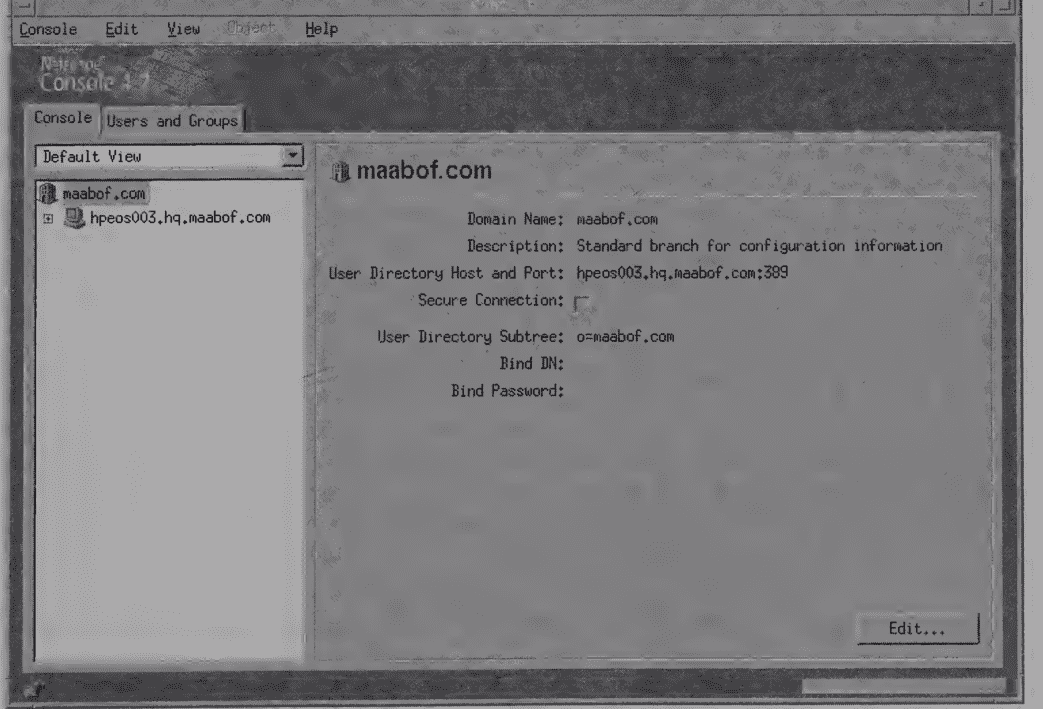 Console Edit View Object Help
Console
Console Users and Groups
Default View
maabof.com
hpeos003.hq.maabof.com
maabof.com
Domain Name: maabof.com
Description: Standard branch for configuration information
User Directory Host and Port: hpeos003.hq.maabof.com:389
Secure Connection:
User Directory Subtree: o=maabof.com
Bind DN:
Bind Password:
Edit...